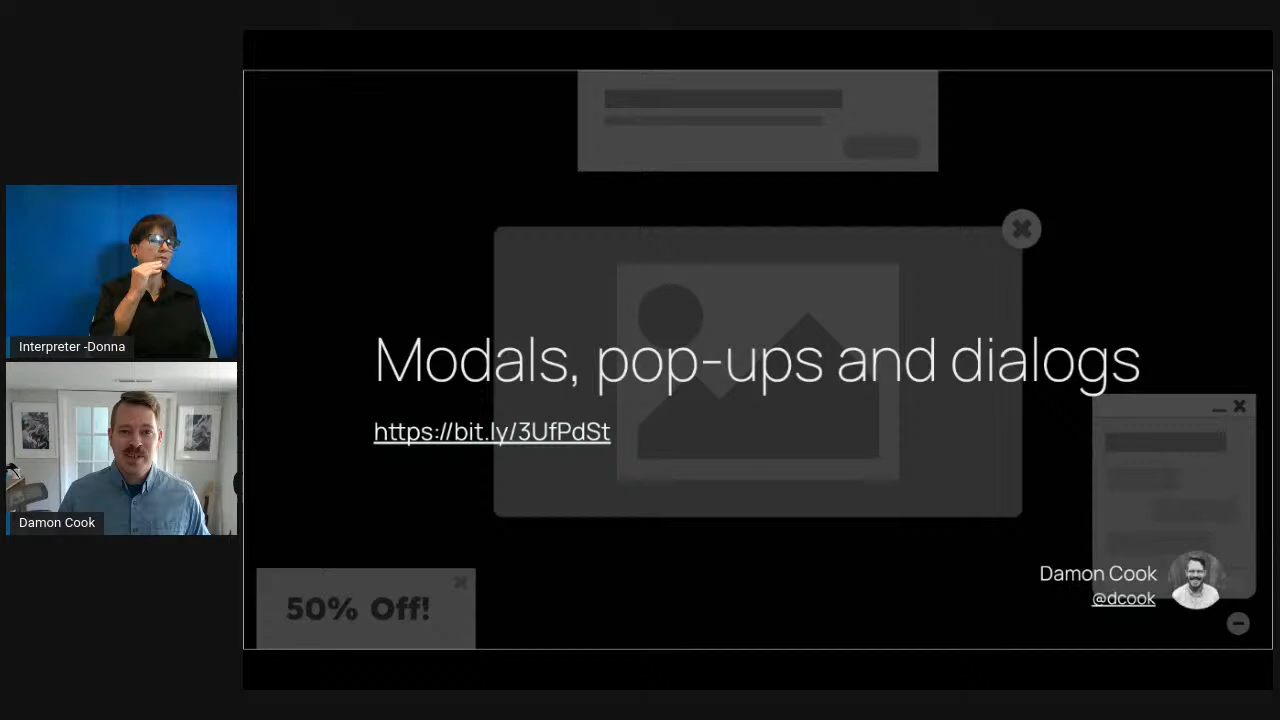 Interpreter -Donna
Damon Cook
Modals, pop-ups and dialogs
https://bit.ly/3UfPdSt
50% Off!
Damon Cook
@dcook